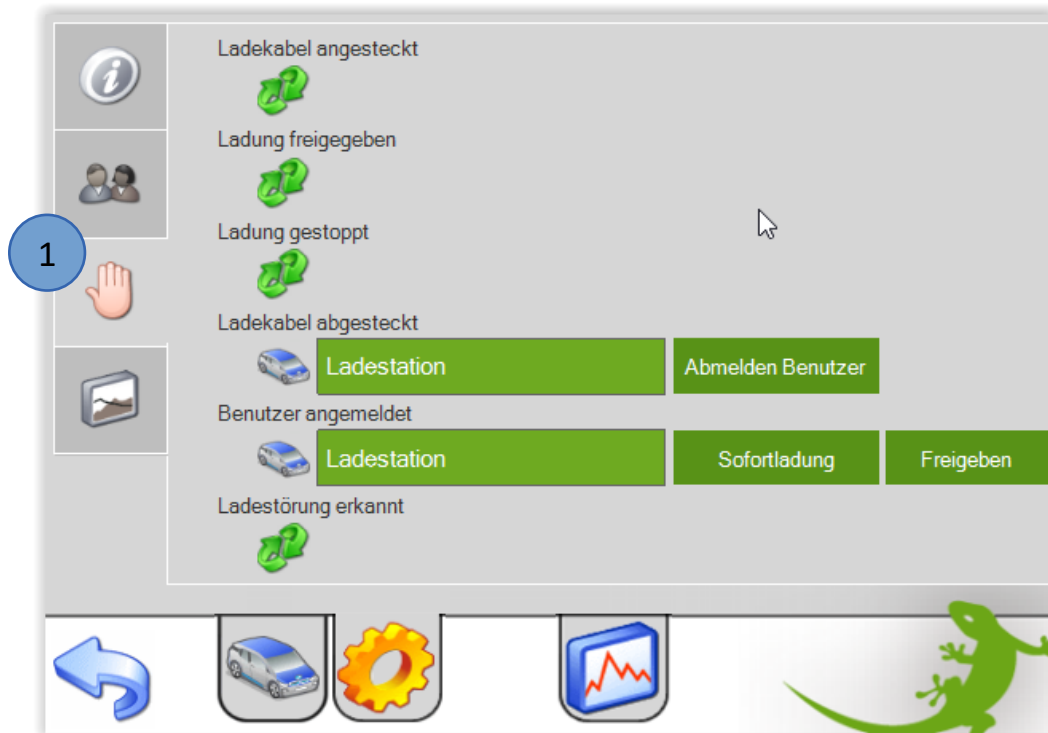 Ladekabel angesteckt
Ladung freigegeben
Ladung gestoppt
1
Ladekabel abgesteckt
Ladestation Abmelden Benutzer
Benutzer angemeldet
Ladestation Sofortladung Freigeben
Ladestörung erkannt